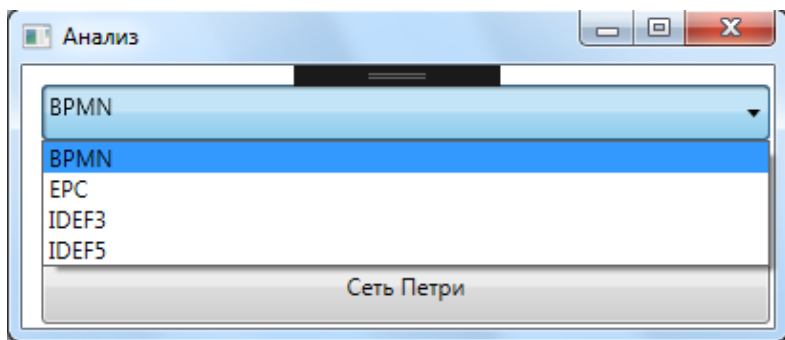 Анализ
BPMN
BPMN
EPC
IDEF3
IDEF5
Сеть Петри